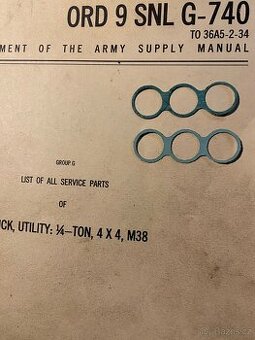 ORD 9 SNL G-740
TO 36A5-2-34
MENT OF THE ARMY SUPPLY MANUAL
GROUP G
LIST OF ALL SERVICE PARTS
OF
CK, UTILITY: ¼-TON, 4 X 4, M38